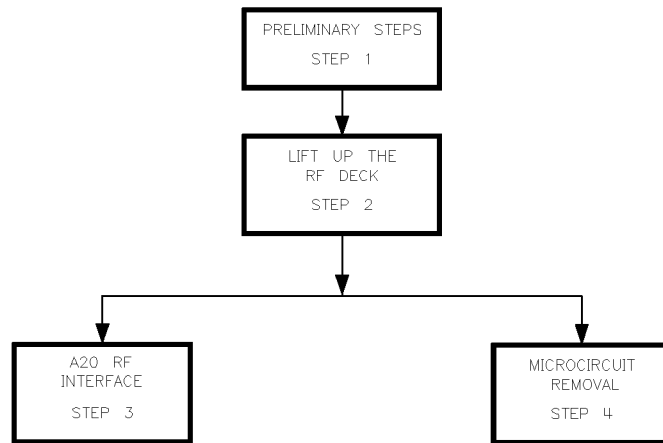 PRELIMINARY STEPS
STEP 1
LIFT UP THE
RF DECK
STEP 2
A20 RF
INTERFACE
STEP 3
MICROCIRCUIT
REMOVAL
STEP 4